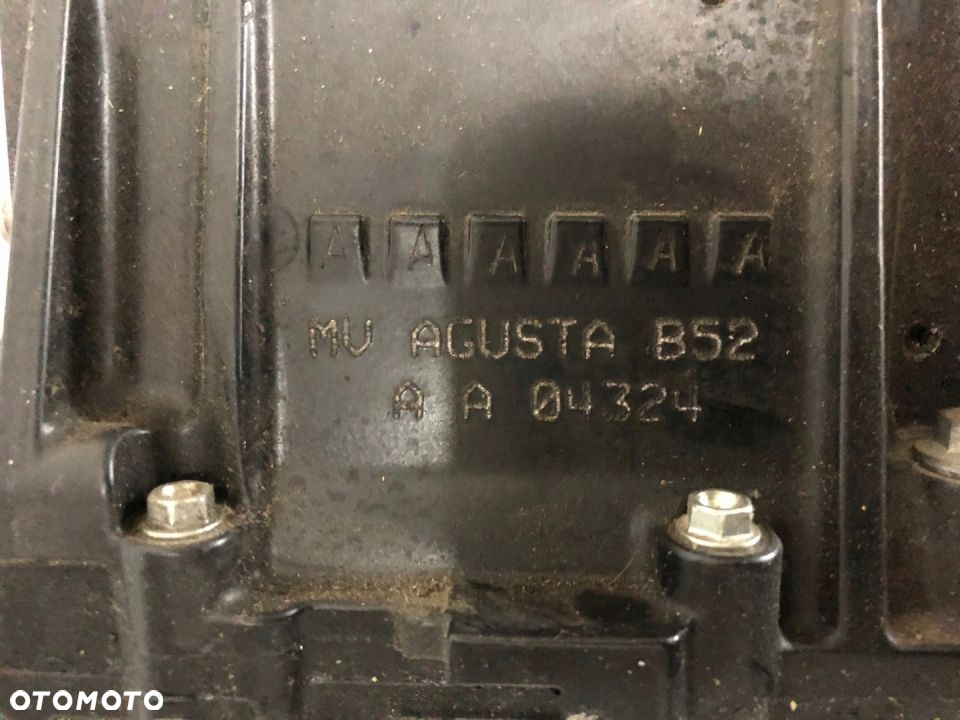 A A A A A A
MV AGUSTA B52
A A 04324
OTOMOTO